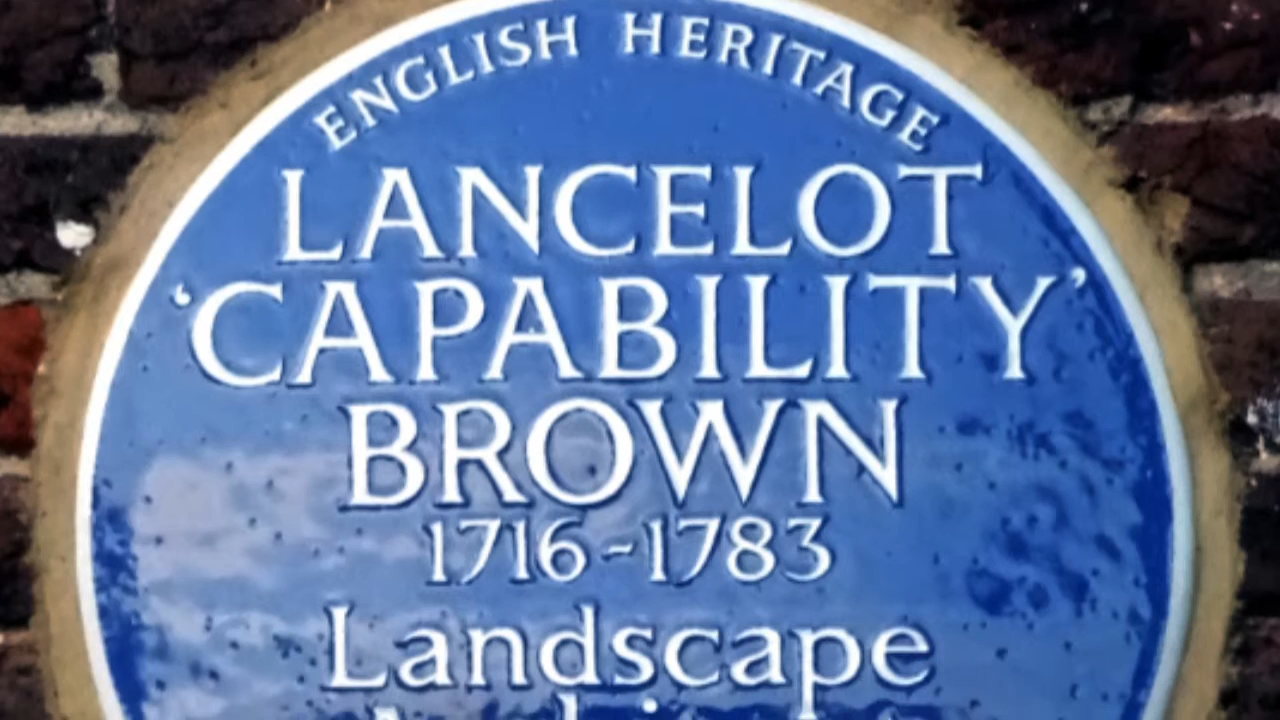 ENGLISH HERITAGE
LANCELOT
‘CAPABILITY’
BROWN
1716-1783
Landscape